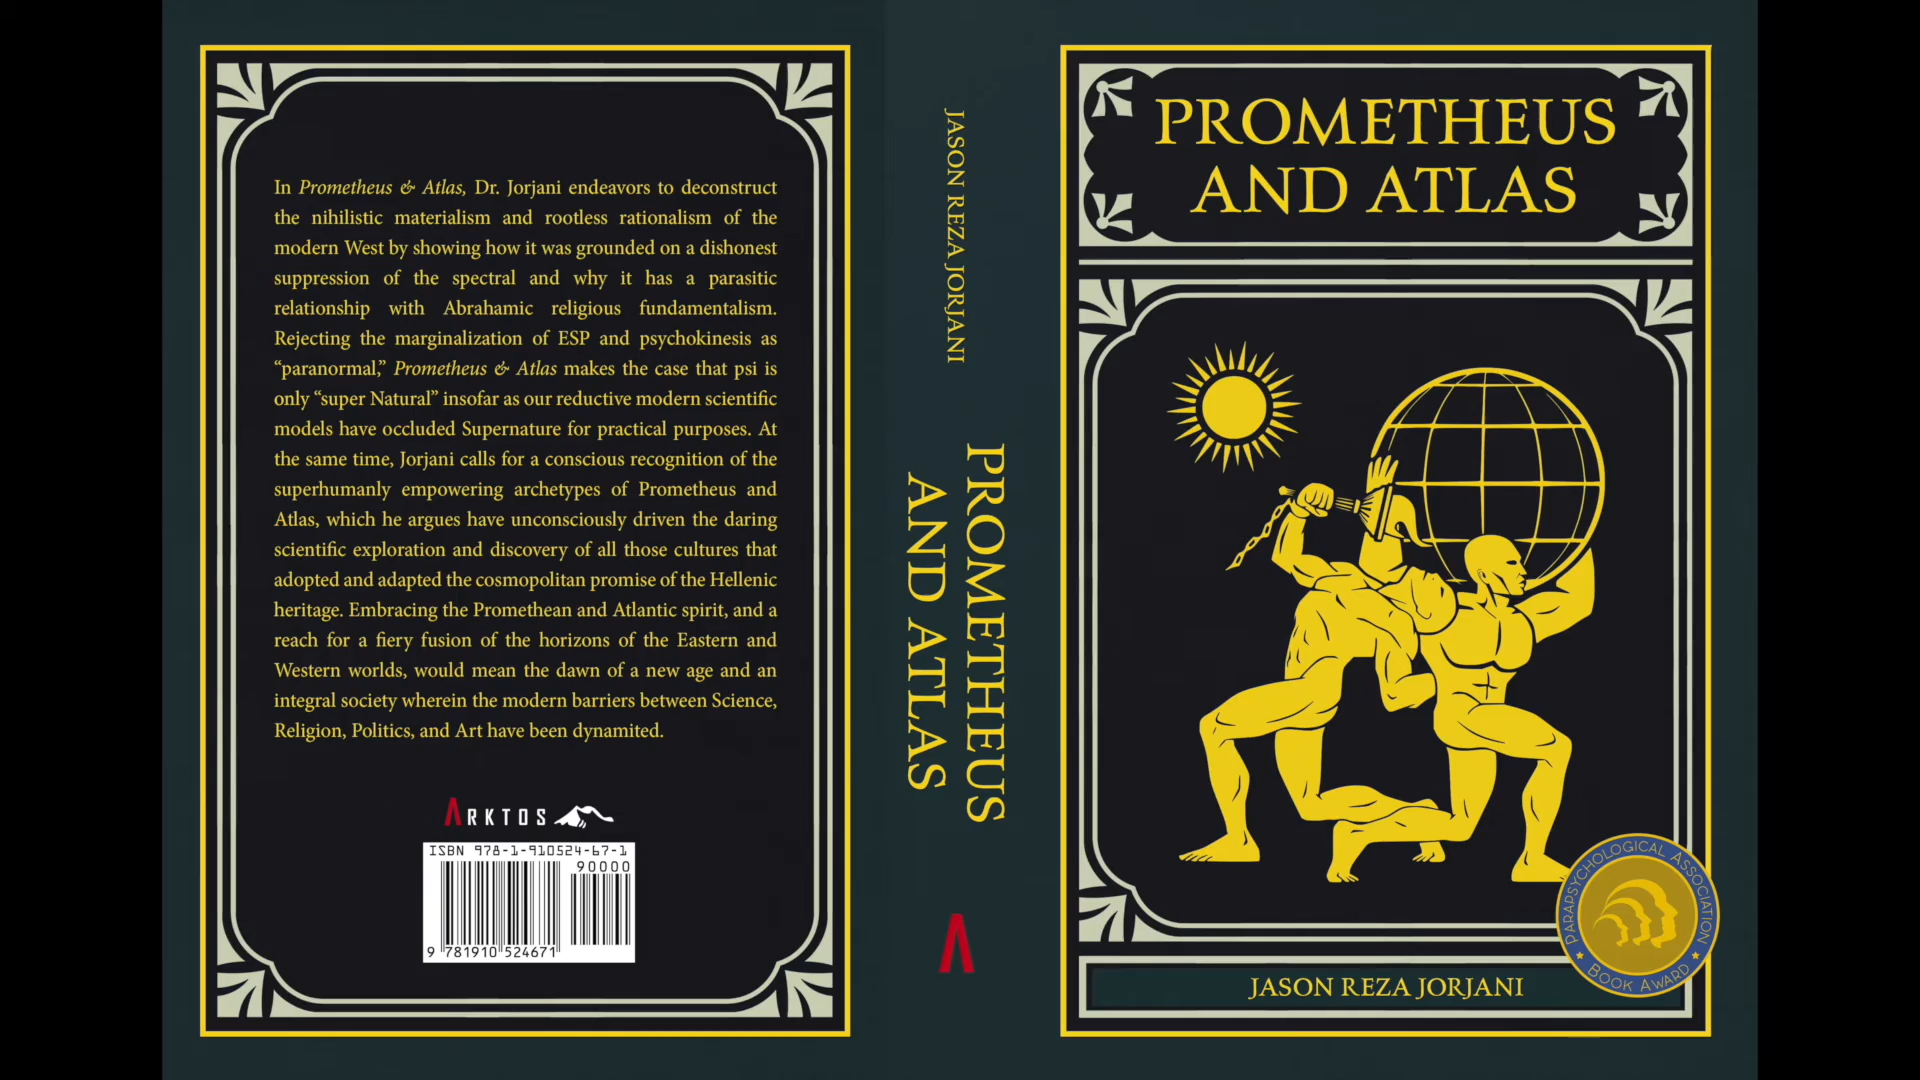 In Prometheus & Atlas, Dr. Jorjani endeavors to deconstruct
the nihilistic materialism and rootless rationalism of the
modern West by showing how it was grounded on a dishonest
suppression of the spectral and why it has a parasitic
relationship with Abrahamic religious fundamentalism.
Rejecting the marginalization of ESP and psychokinesis as
“paranormal,” Prometheus & Atlas makes the case that psi is
only “super Natural” insofar as our reductive modern scientific
models have occluded Supernature for practical purposes. At
the same time, Jorjani calls for a conscious recognition of the
superhumanly empowering archetypes of Prometheus and
Atlas, which he argues have unconsciously driven the daring
scientific exploration and discovery of all those cultures that
adopted and adapted the cosmopolitan promise of the Hellenic
heritage. Embracing the Promethean and Atlantic spirit, and a
reach for a fiery fusion of the horizons of the Eastern and
Western worlds, would mean the dawn of a new age and an
integral society wherein the modern barriers between Science,
Religion, Politics, and Art have been dynamited.
ARKTOS
ISBN 978-1-910524-67-1
90000
9 781910 524671
JASON REZA JORJANI
PROMETHEUS
AND ATLAS
PROMETHEUS
AND ATLAS
PARAPSYCHOLOGICAL ASSOCIATION
BOOK AWARD
JASON REZA JORJANI